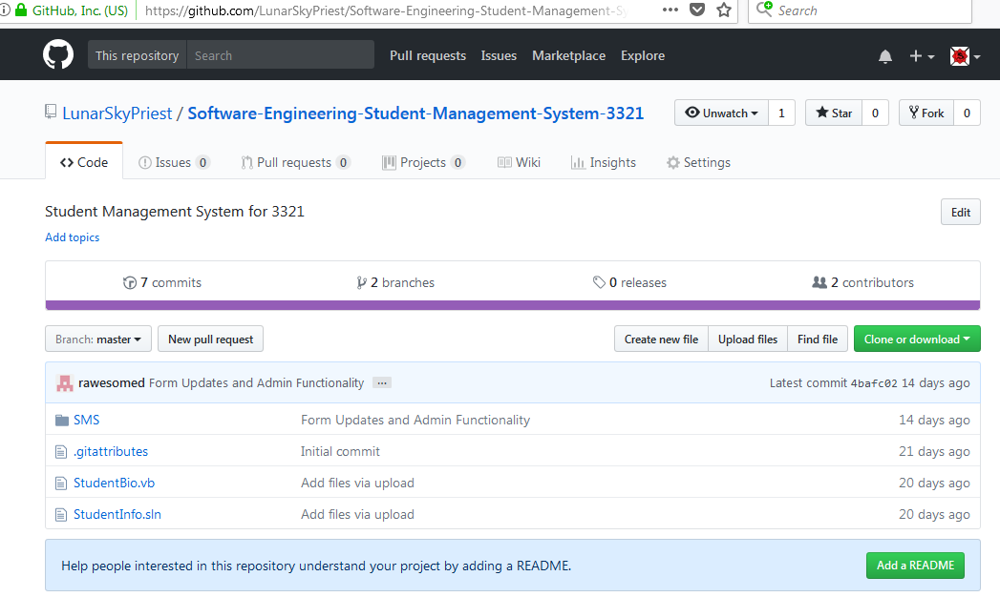 GitHub, Inc. (US) https://github.com/LunarSkyPriest/Software-Engineering-Student-Management-Sy ••• Search
This repository Search Pull requests Issues Marketplace Explore
LunarSkyPriest / Software-Engineering-Student-Management-System-3321 Unwatch 1 Star 0 Fork 0
Code Issues 0 Pull requests 0 Projects 0 Wiki Insights Settings
Student Management System for 3321 Edit
Add topics
7 commits 2 branches 0 releases 2 contributors
Branch: master New pull request Create new file Upload files Find file Clone or download
rawesomed Form Updates and Admin Functionality ... Latest commit 4bafc02 14 days ago
SMS Form Updates and Admin Functionality 14 days ago
.gitattributes Initial commit 21 days ago
StudentBio.vb Add files via upload 20 days ago
StudentInfo.sln Add files via upload 20 days ago
Help people interested in this repository understand your project by adding a README. Add a README